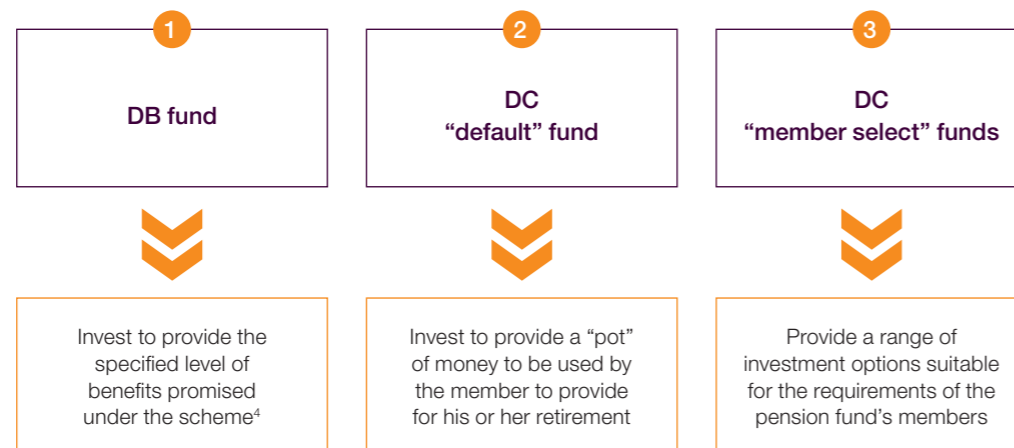 1
DB fund
Invest to provide the
specified level of
benefits promised
under the scheme⁴
2
DC
“default” fund
Invest to provide a “pot”
of money to be used by
the member to provide
for his or her retirement
3
DC
“member select” funds
Provide a range of
investment options suitable
for the requirements of the
pension fund’s members